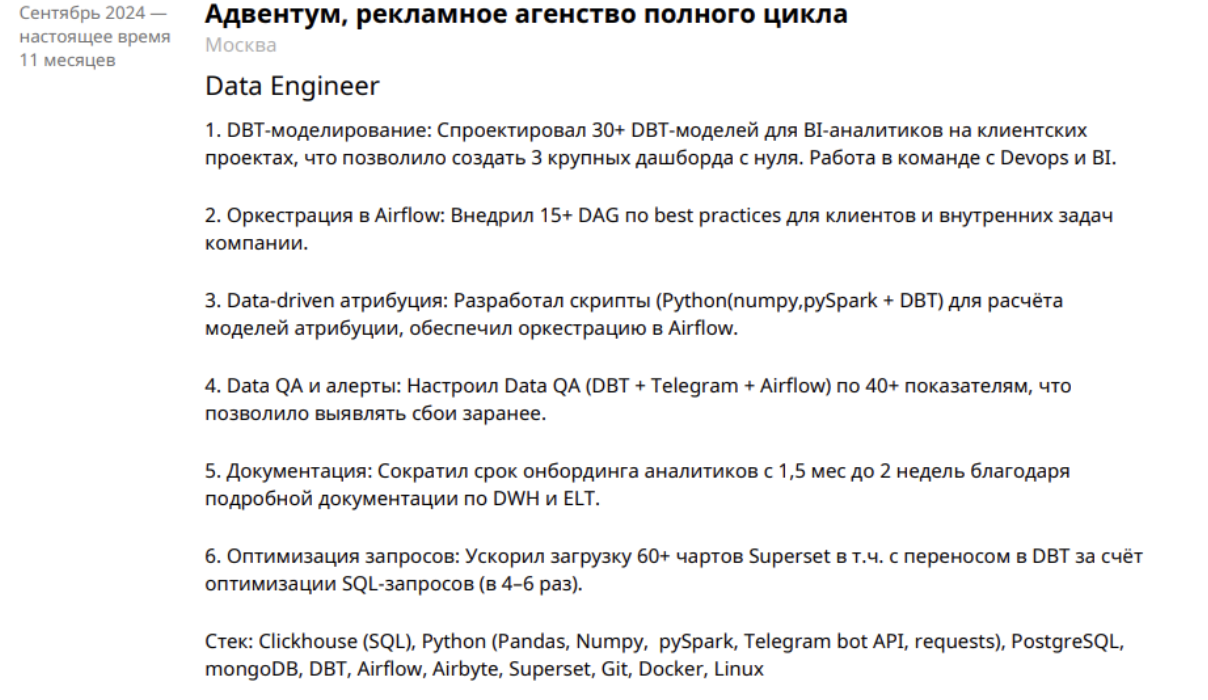 Сентябрь 2024 —
настоящее время
11 месяцев
Адвентум, рекламное агенство полного цикла
Москва
Data Engineer
1. DBT-моделирование: Спроектировал 30+ DBT-моделей для BI-аналитиков на клиентских
проектах, что позволило создать 3 крупных дашборда с нуля. Работа в команде с Devops и BI.
2. Оркестрация в Airflow: Внедрил 15+ DAG по best practices для клиентов и внутренних задач
компании.
3. Data-driven атрибуция: Разработал скрипты (Python(numpy,pySpark + DBT) для расчёта
моделей атрибуции, обеспечил оркестрацию в Airflow.
4. Data QA и алерты: Настроил Data QA (DBT + Telegram + Airflow) по 40+ показателям, что
позволило выявлять сбои заранее.
5. Документация: Сократил срок онбординга аналитиков с 1,5 мес до 2 недель благодаря
подробной документации по DWH и ELT.
6. Оптимизация запросов: Ускорил загрузку 60+ чартов Superset в т.ч. с переносом в DBT за счёт
оптимизации SQL-запросов (в 4–6 раз).
Стек: Clickhouse (SQL), Python (Pandas, Numpy,  pySpark, Telegram bot API, requests), PostgreSQL,
mongoDB, DBT, Airflow, Airbyte, Superset, Git, Docker, Linux